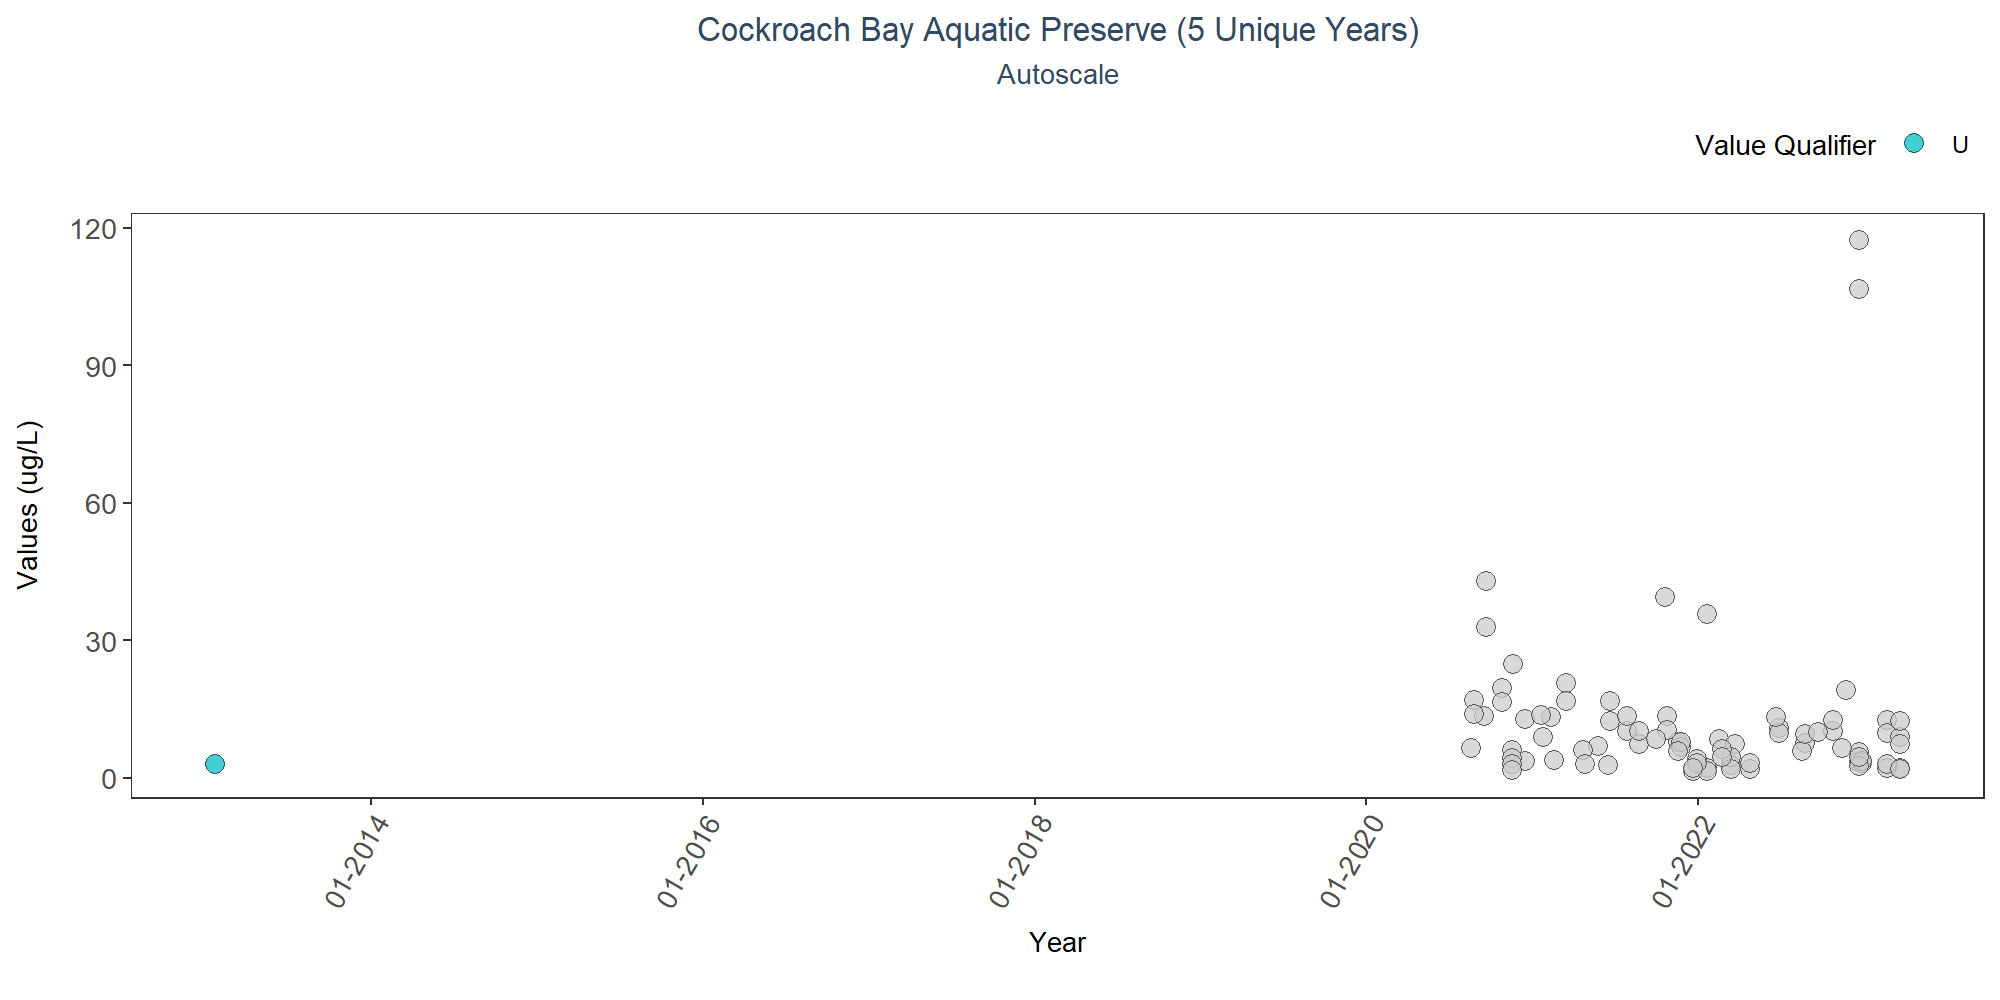 Cockroach Bay Aquatic Preserve (5 Unique Years)
Autoscale
Value Qualifier U
120
90
60
30
0
Values (ug/L)
01-2014 01-2016 01-2018 01-2020 01-2022
Year